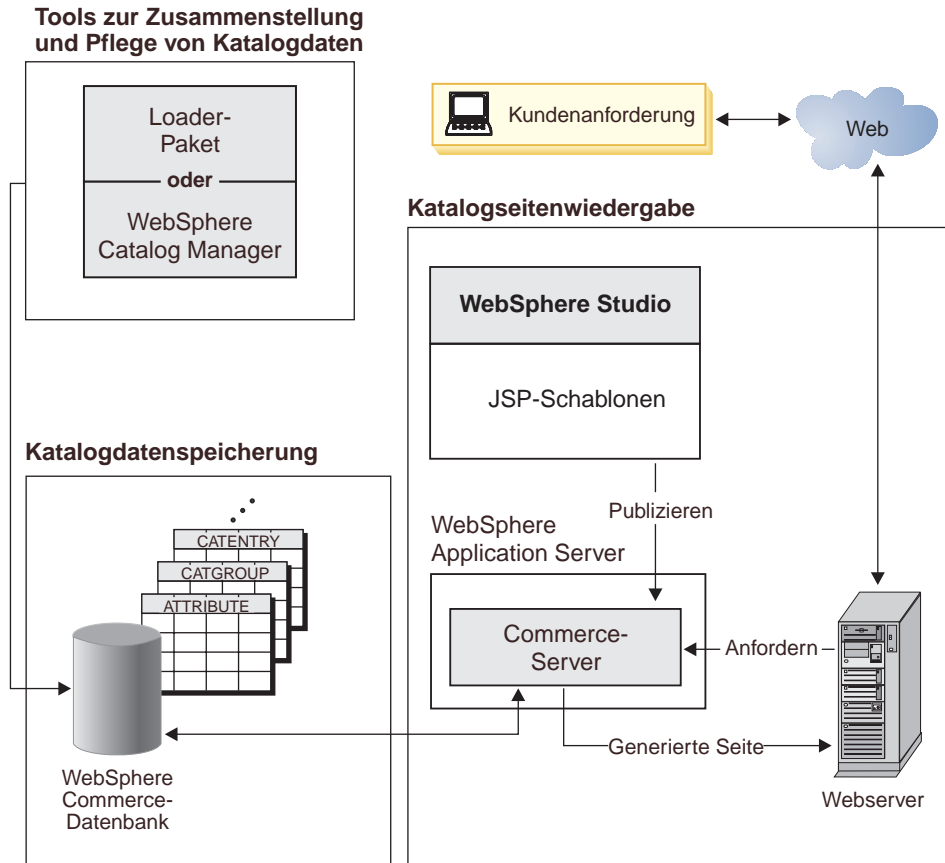 Tools zur Zusammenstellung
und Pflege von Katalogdaten
Loader-
Paket
oder
WebSphere
Catalog Manager
Kundenanforderung
Web
Katalogseitenwiedergabe
WebSphere Studio
JSP-Schablonen
Publizieren
Katalogdatenspeicherung
CATENTRY
CATGROUP
ATTRIBUTE
WebSphere
Commerce-
Datenbank
WebSphere
Application Server
Commerce-
Server
Anfordern
Generierte Seite
Webserver